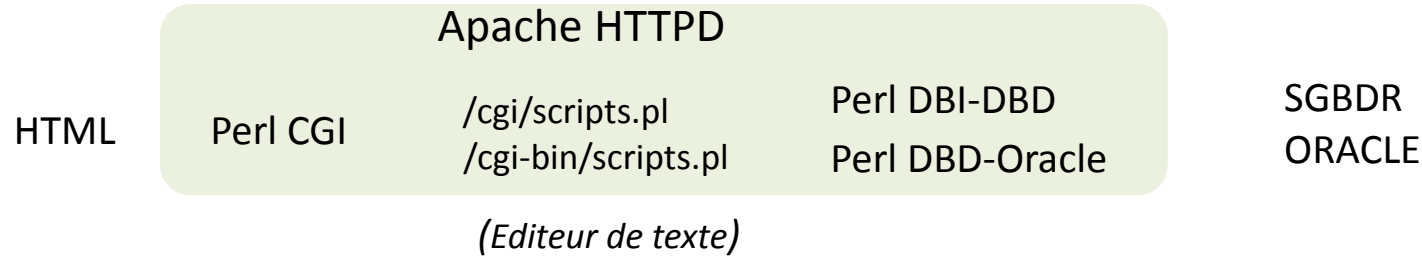 Apache HTTPD
HTML
Perl CGI
/cgi/scripts.pl
/cgi-bin/scripts.pl
Perl DBI-DBD
Perl DBD-Oracle
SGBDR
ORACLE
(Editeur de texte)